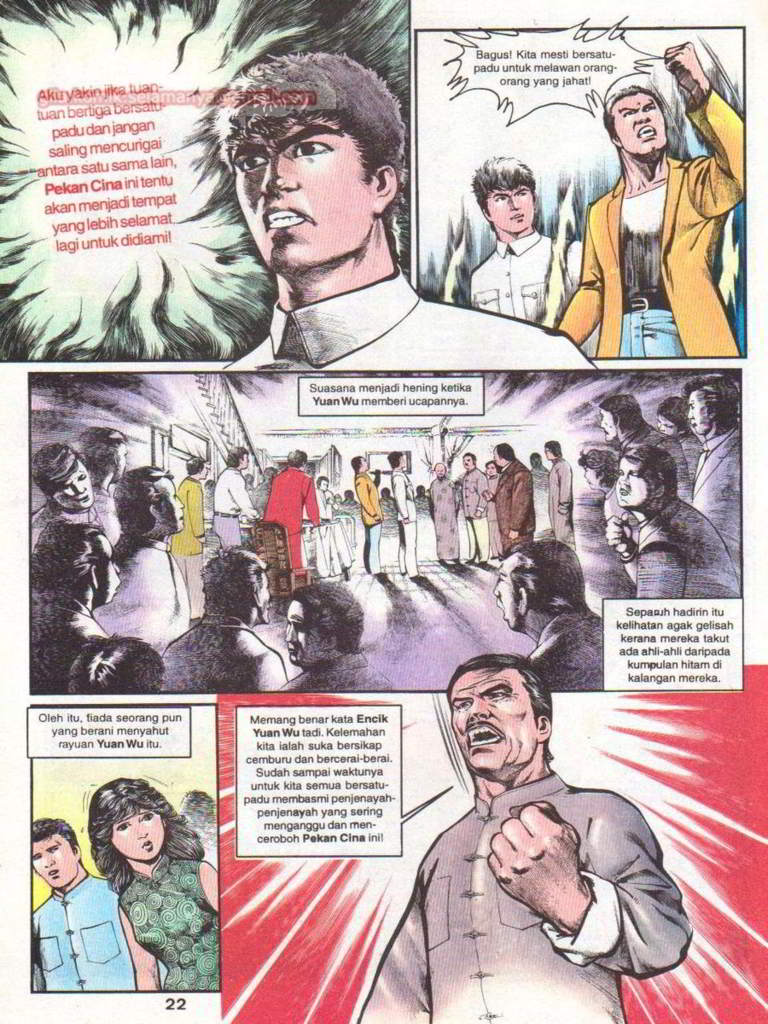 Aku yakin jika tuan-
tuan bertiga bersatu-
padu dan jangan
saling mencurigai
antara satu sama lain,
Pekan Cina ini tentu
akan menjadi tempat
yang lebih selamat
lagi untuk didiami!
Bagus! Kita mesti bersatu-
padu untuk melawan orang-
orang yang jahat!
Suasana menjadi hening ketika
Yuan Wu memberi ucapannya.
Separuh hadirin itu
kelihatan agak gelisah
kerana mereka takut
ada ahli-ahli daripada
kumpulan hitam di
kalangan mereka.
Oleh itu, tiada seorang pun
yang berani menyahut
rayuan Yuan Wu itu.
Memang benar kata Encik
Yuan Wu tadi. Kelemahan
kita ialah suka bersikap
cemburu dan bercerai-berai.
Sudah sampai waktunya
untuk kita semua bersatu-
padu membasmi penjenayah-
penjenayah yang sering
menganggu dan men-
ceroboh Pekan Cina ini!
22